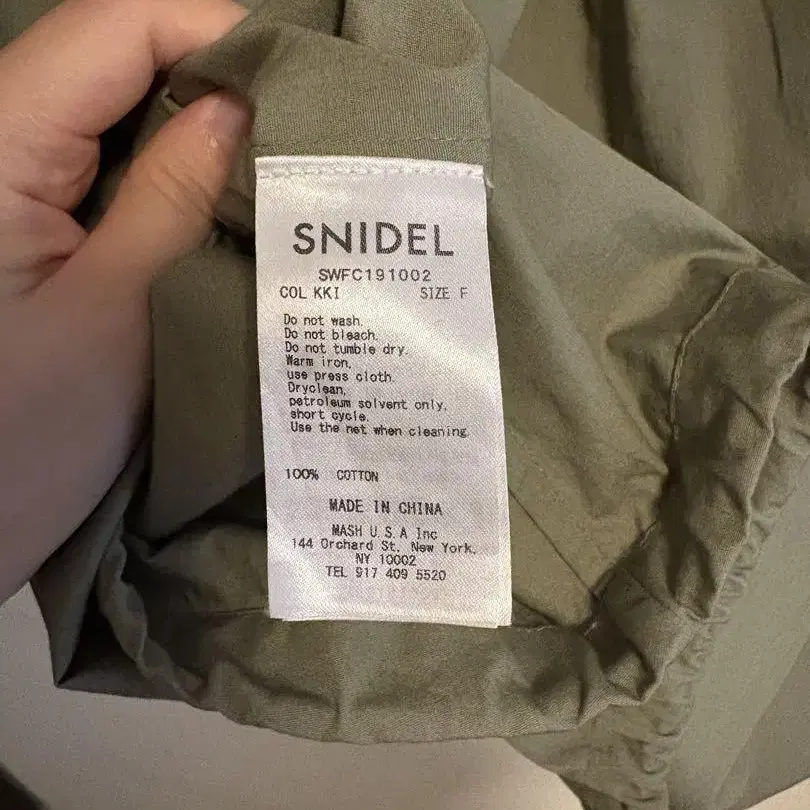 SNIDEL
SWFC191002
COL KKI SIZE F
Do not wash.
Do not bleach.
Do not tumble dry.
Warm iron,
use press cloth.
Dryclean,
petroleum solvent only,
short cycle.
Use the net when cleaning.
100% COTTON
MADE IN CHINA
MASH U.S.A Inc
144 Orchard St, New York,
NY 10002
TEL 917 409 5520